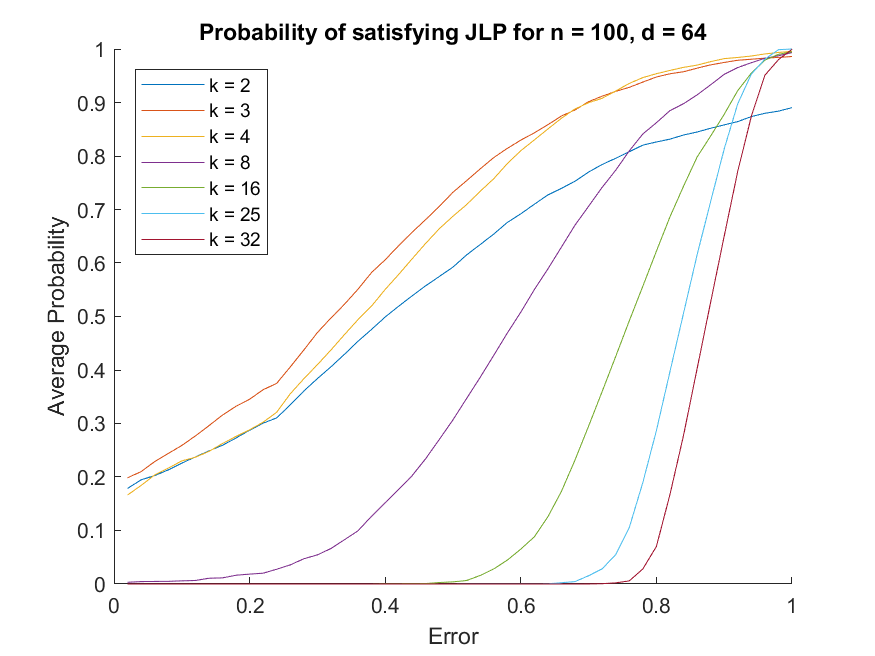 Probability of satisfying JLP for n = 100, d = 64
1
0.9
0.8
0.7
0.6
0.5
0.4
0.3
0.2
0.1
0
Average Probability
k = 2
k = 3
k = 4
k = 8
k = 16
k = 25
k = 32
0 0.2 0.4 0.6 0.8 1
Error